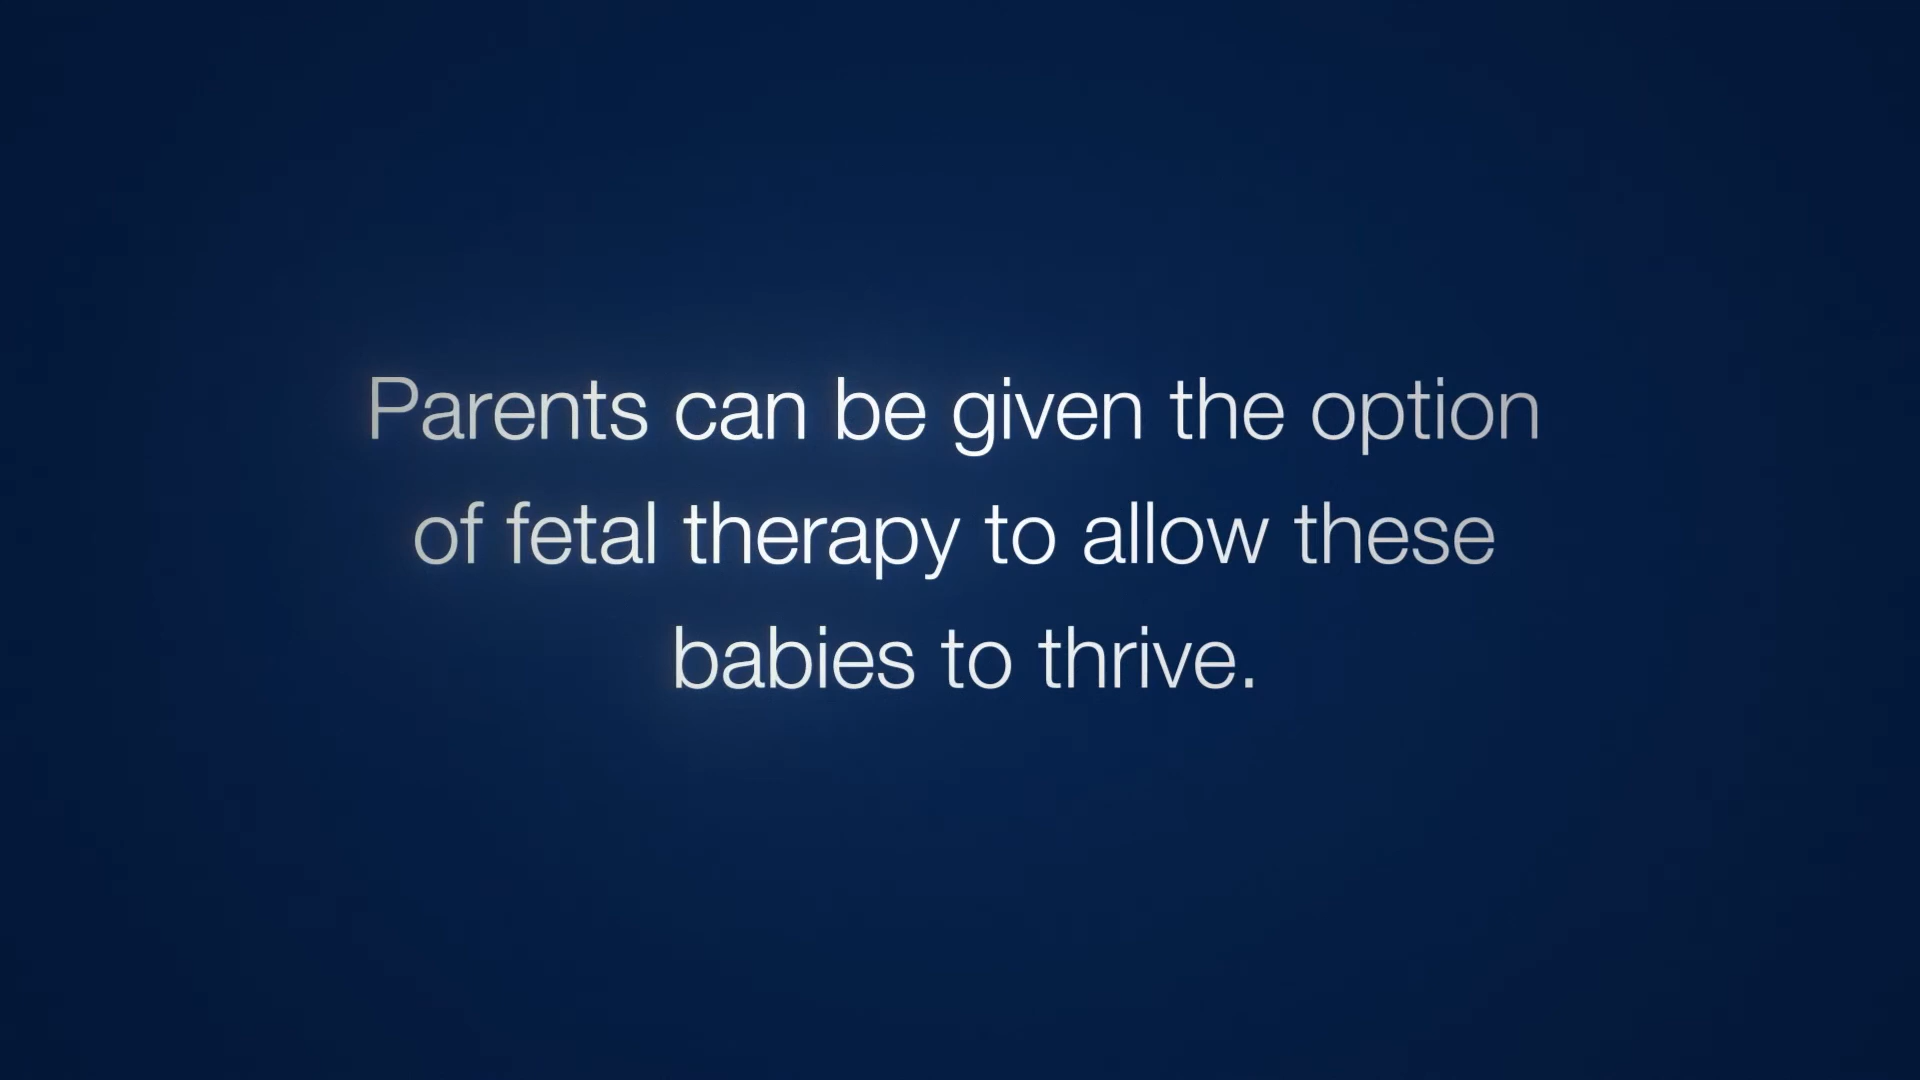 Parents can be given the option
of fetal therapy to allow these
babies to thrive.